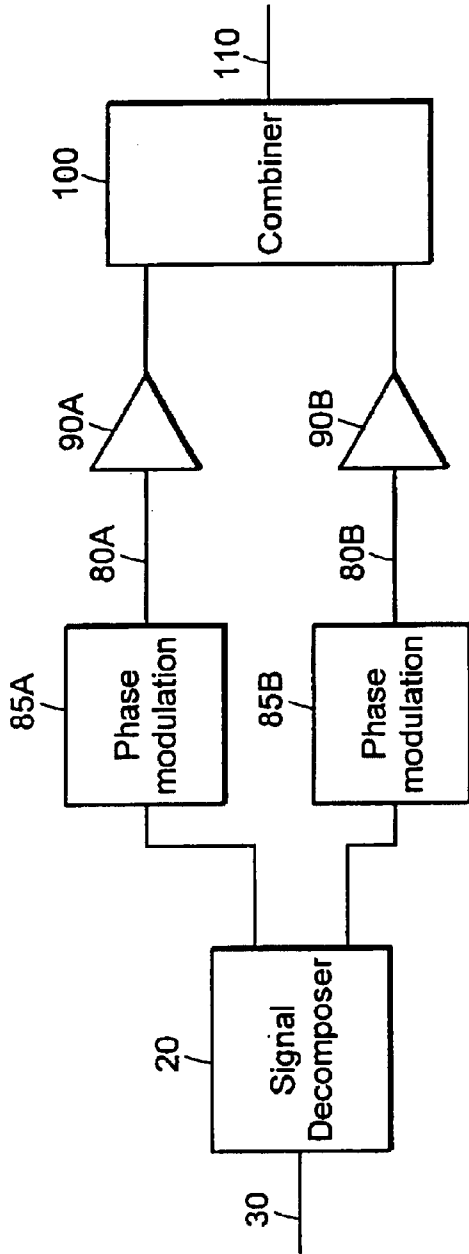 30
20
Signal
Decomposer
85A
Phase
modulation
85B
Phase
modulation
80A
80B
90A
90B
100
Combiner
110